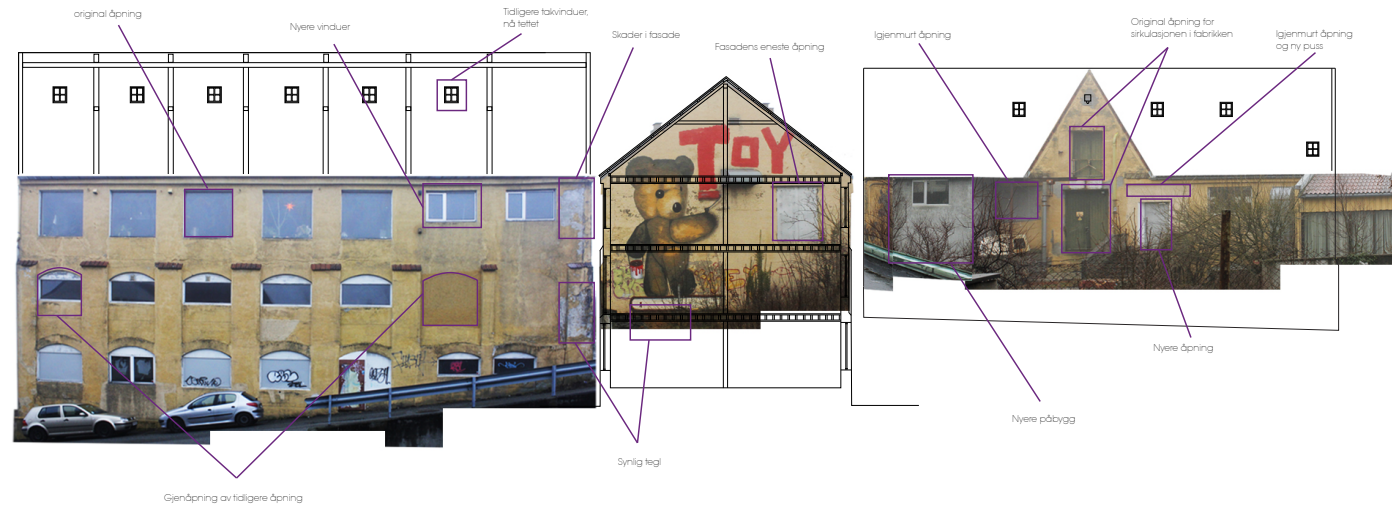 original åpning
Nyere vinduer
Tidligere takvinduer,
nå tettet
Skader i fasade
Fasadens eneste åpning
Igjenmurt åpning
Original åpning for
sirkulasjonen i fabrikken
Igjenmurt åpning
og ny puss
TOY
Nyere åpning
Nyere påbygg
Synlig tegl
Gjenåpning av tidligere åpning